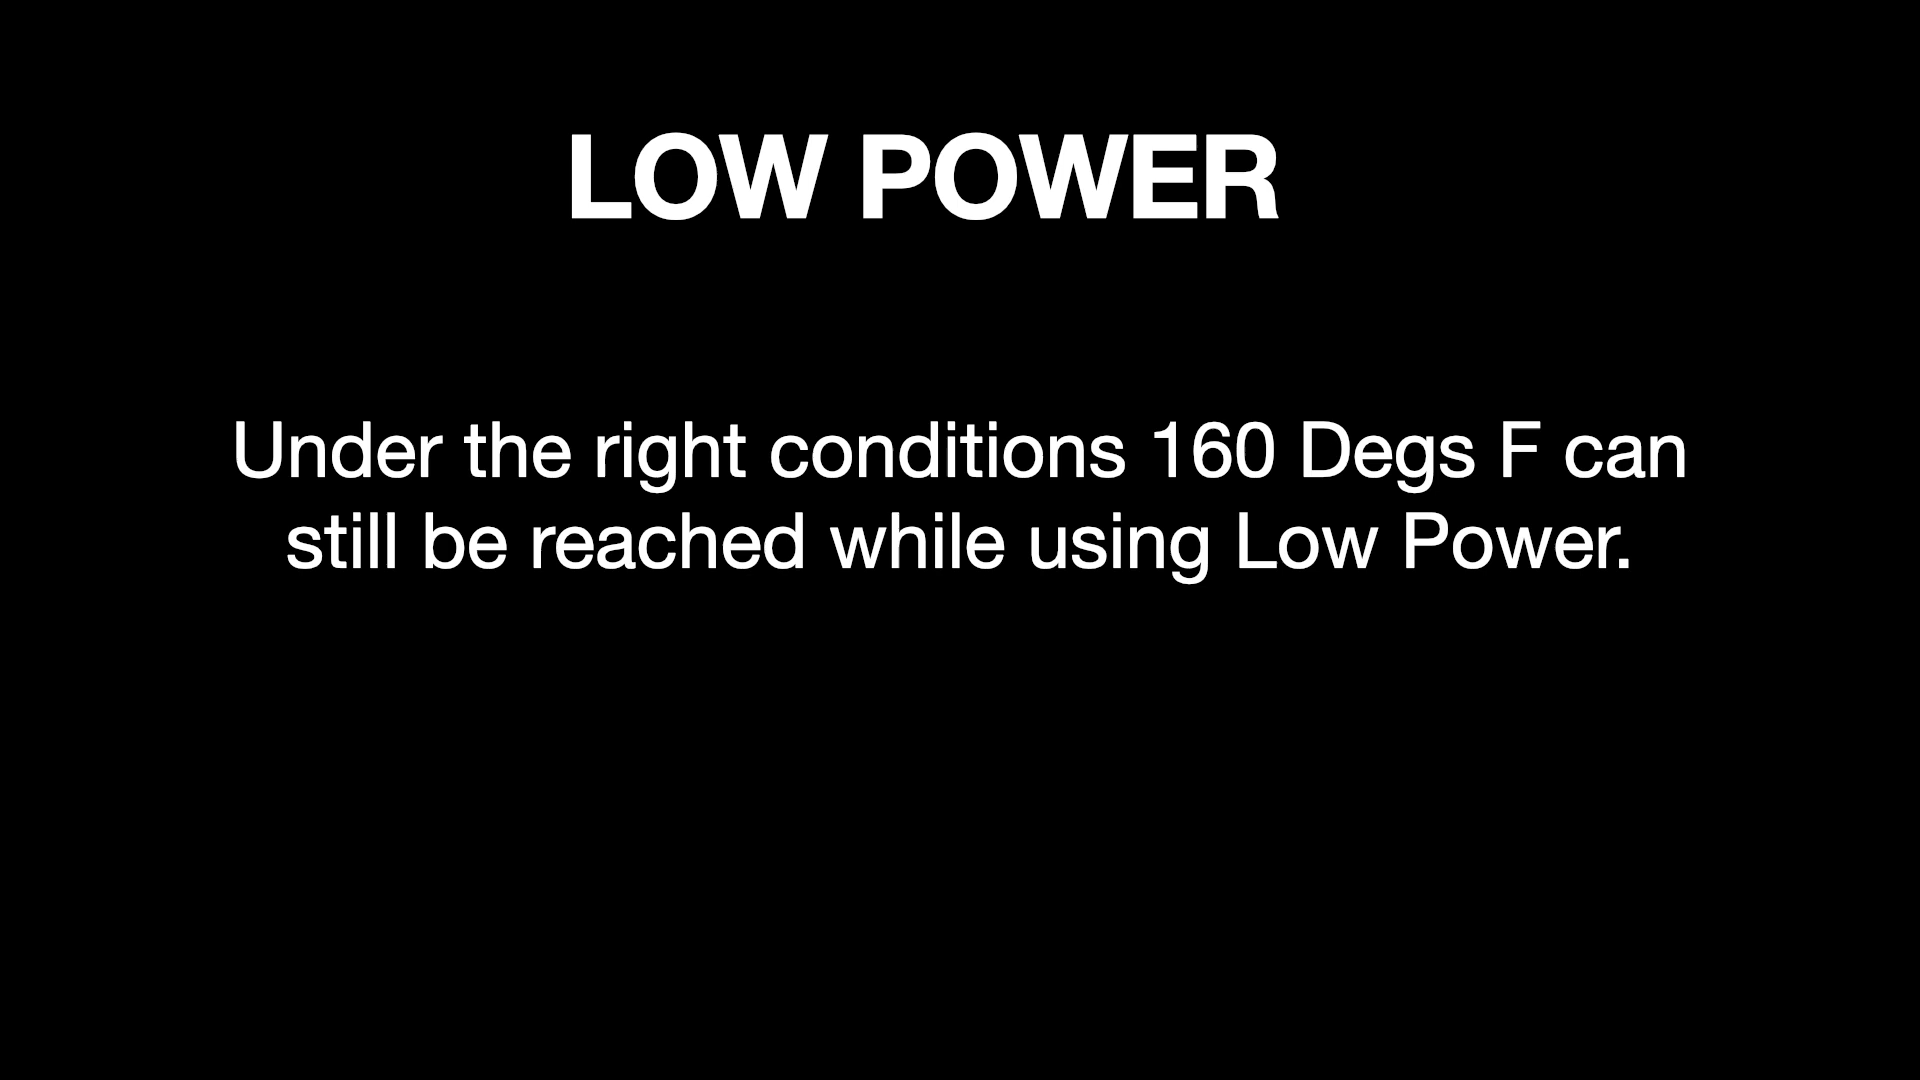 LOW POWER
Under the right conditions 160 Degs F can
still be reached while using Low Power.